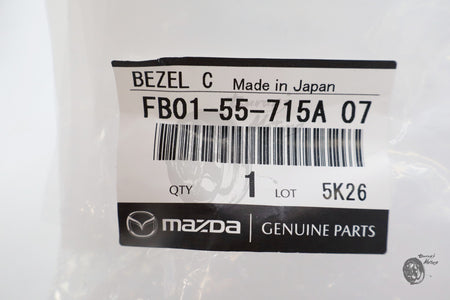 BEZEL C Made in Japan
FB01-55-715A 07
QTY 1 LOT 5K26
mazda GENUINE PARTS